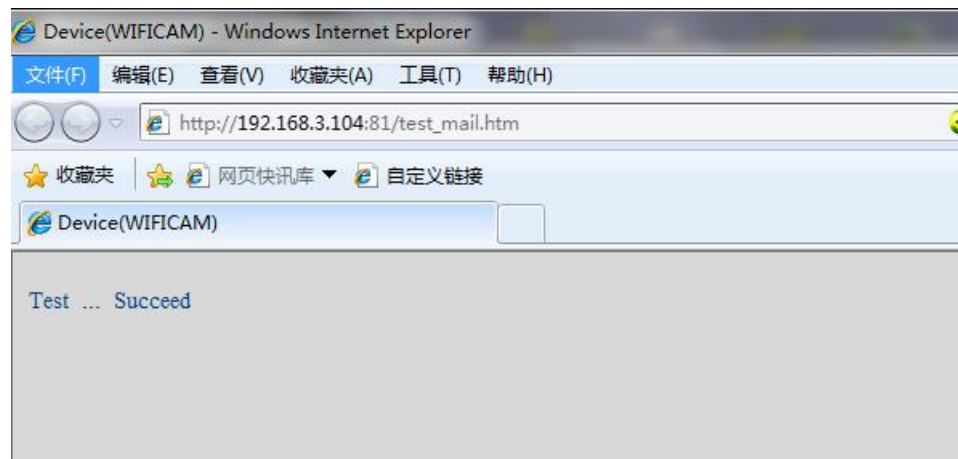 Device(WIFICAM) - Windows Internet Explorer
文件(F) 编辑(E) 查看(V) 收藏夹(A) 工具(T) 帮助(H)
http://192.168.3.104:81/test_mail.htm
收藏夹 网页快讯库 ▼ 自定义链接
Device(WIFICAM)
Test ... Succeed